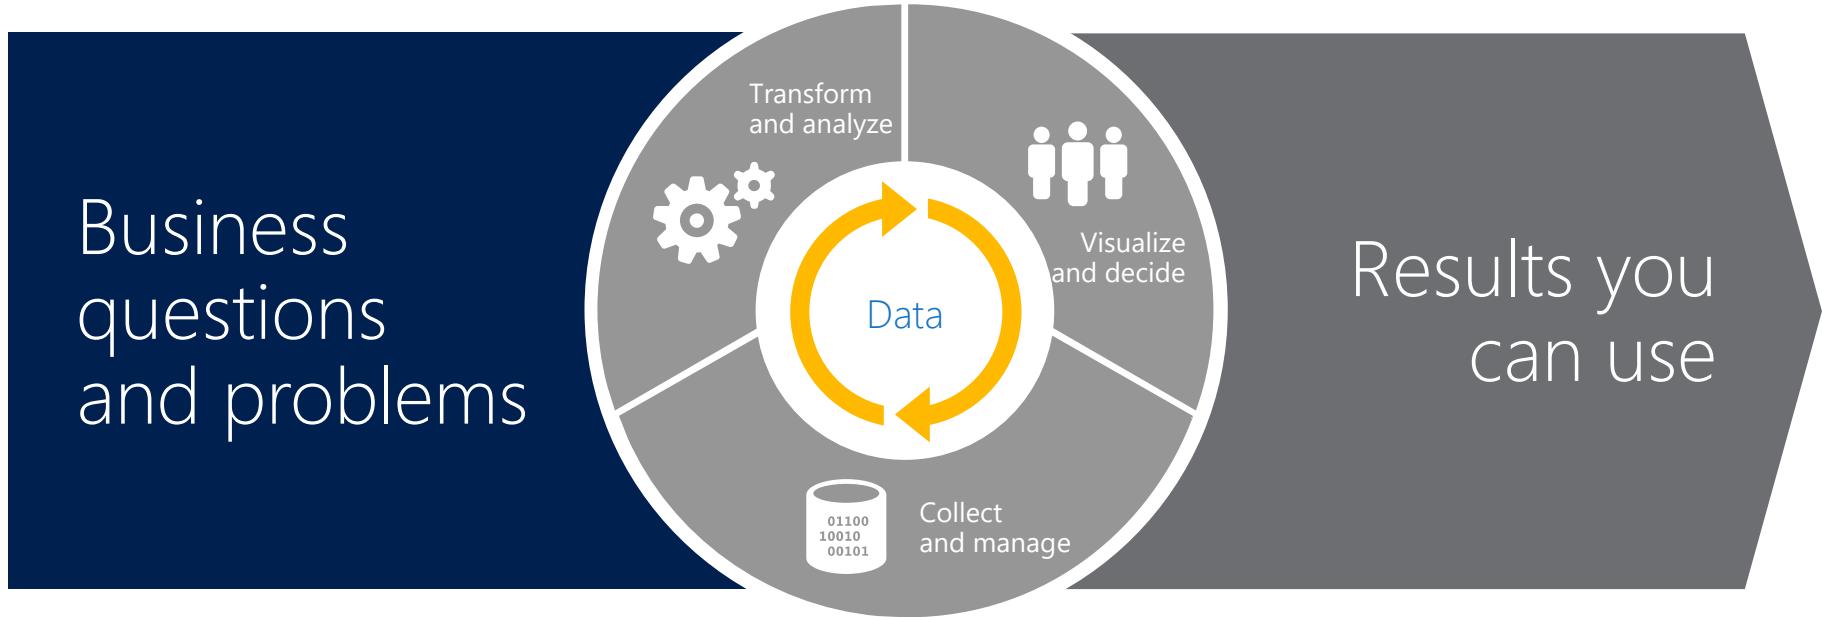 Business
questions
and problems
Transform
and analyze
Visualize
and decide
Data
01100
10010
00101
Collect
and manage
Results you
can use